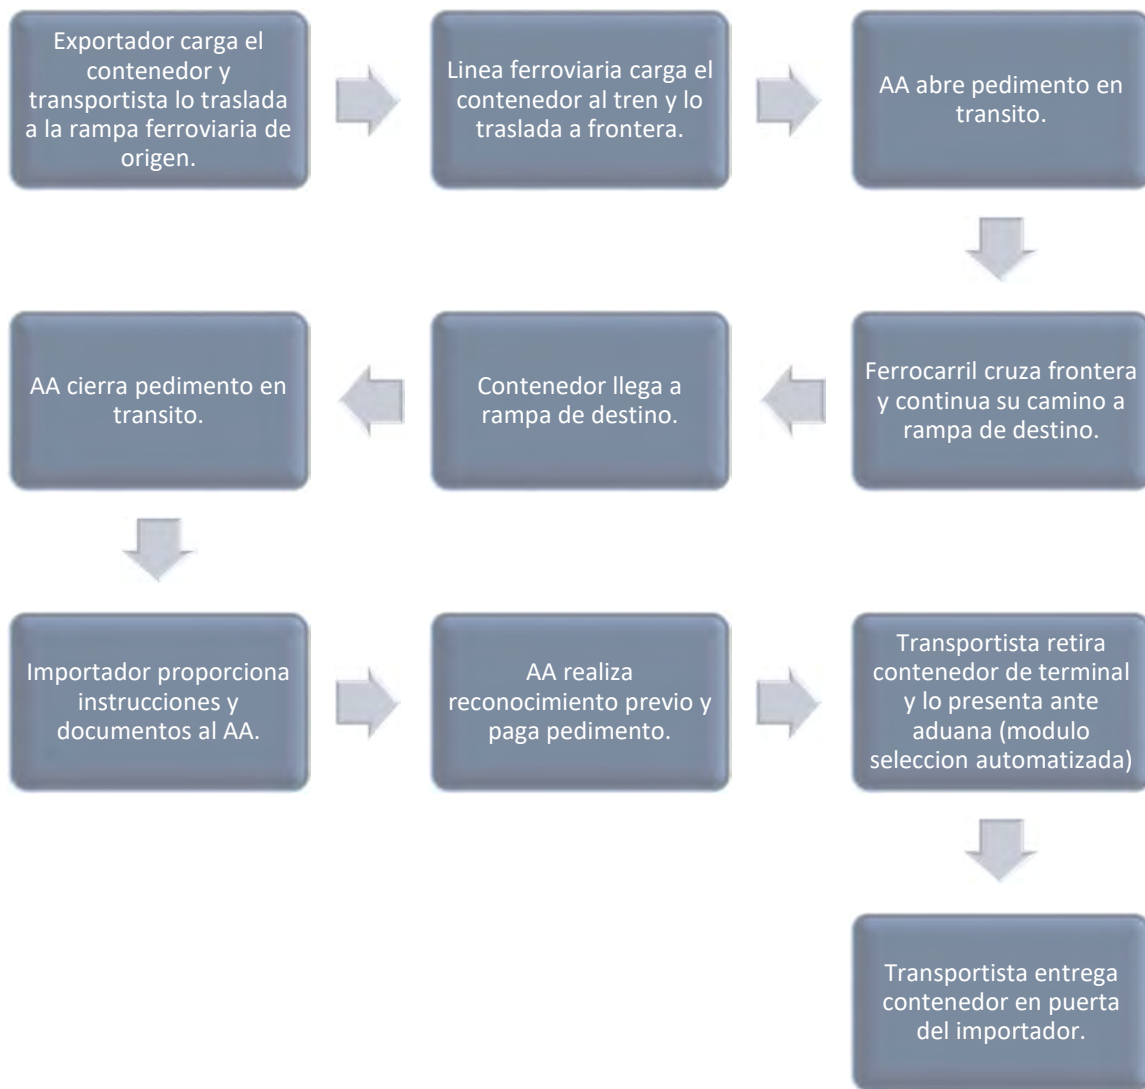 Exportador carga el
contenedor y
transportista lo traslada
a la rampa ferroviaria de
origen.
Linea ferroviaria carga el
contenedor al tren y lo
traslada a frontera.
AA abre pedimento en
transito.
Ferrocarril cruza frontera
y continua su camino a
rampa de destino.
Contenedor llega a
rampa de destino.
AA cierra pedimento en
transito.
Importador proporciona
instrucciones y
documentos al AA.
AA realiza
reconocimiento previo y
paga pedimento.
Transportista retira
contenedor de terminal
y lo presenta ante
aduana (modulo
seleccion automatizada)
Transportista entrega
contenedor en puerta
del importador.